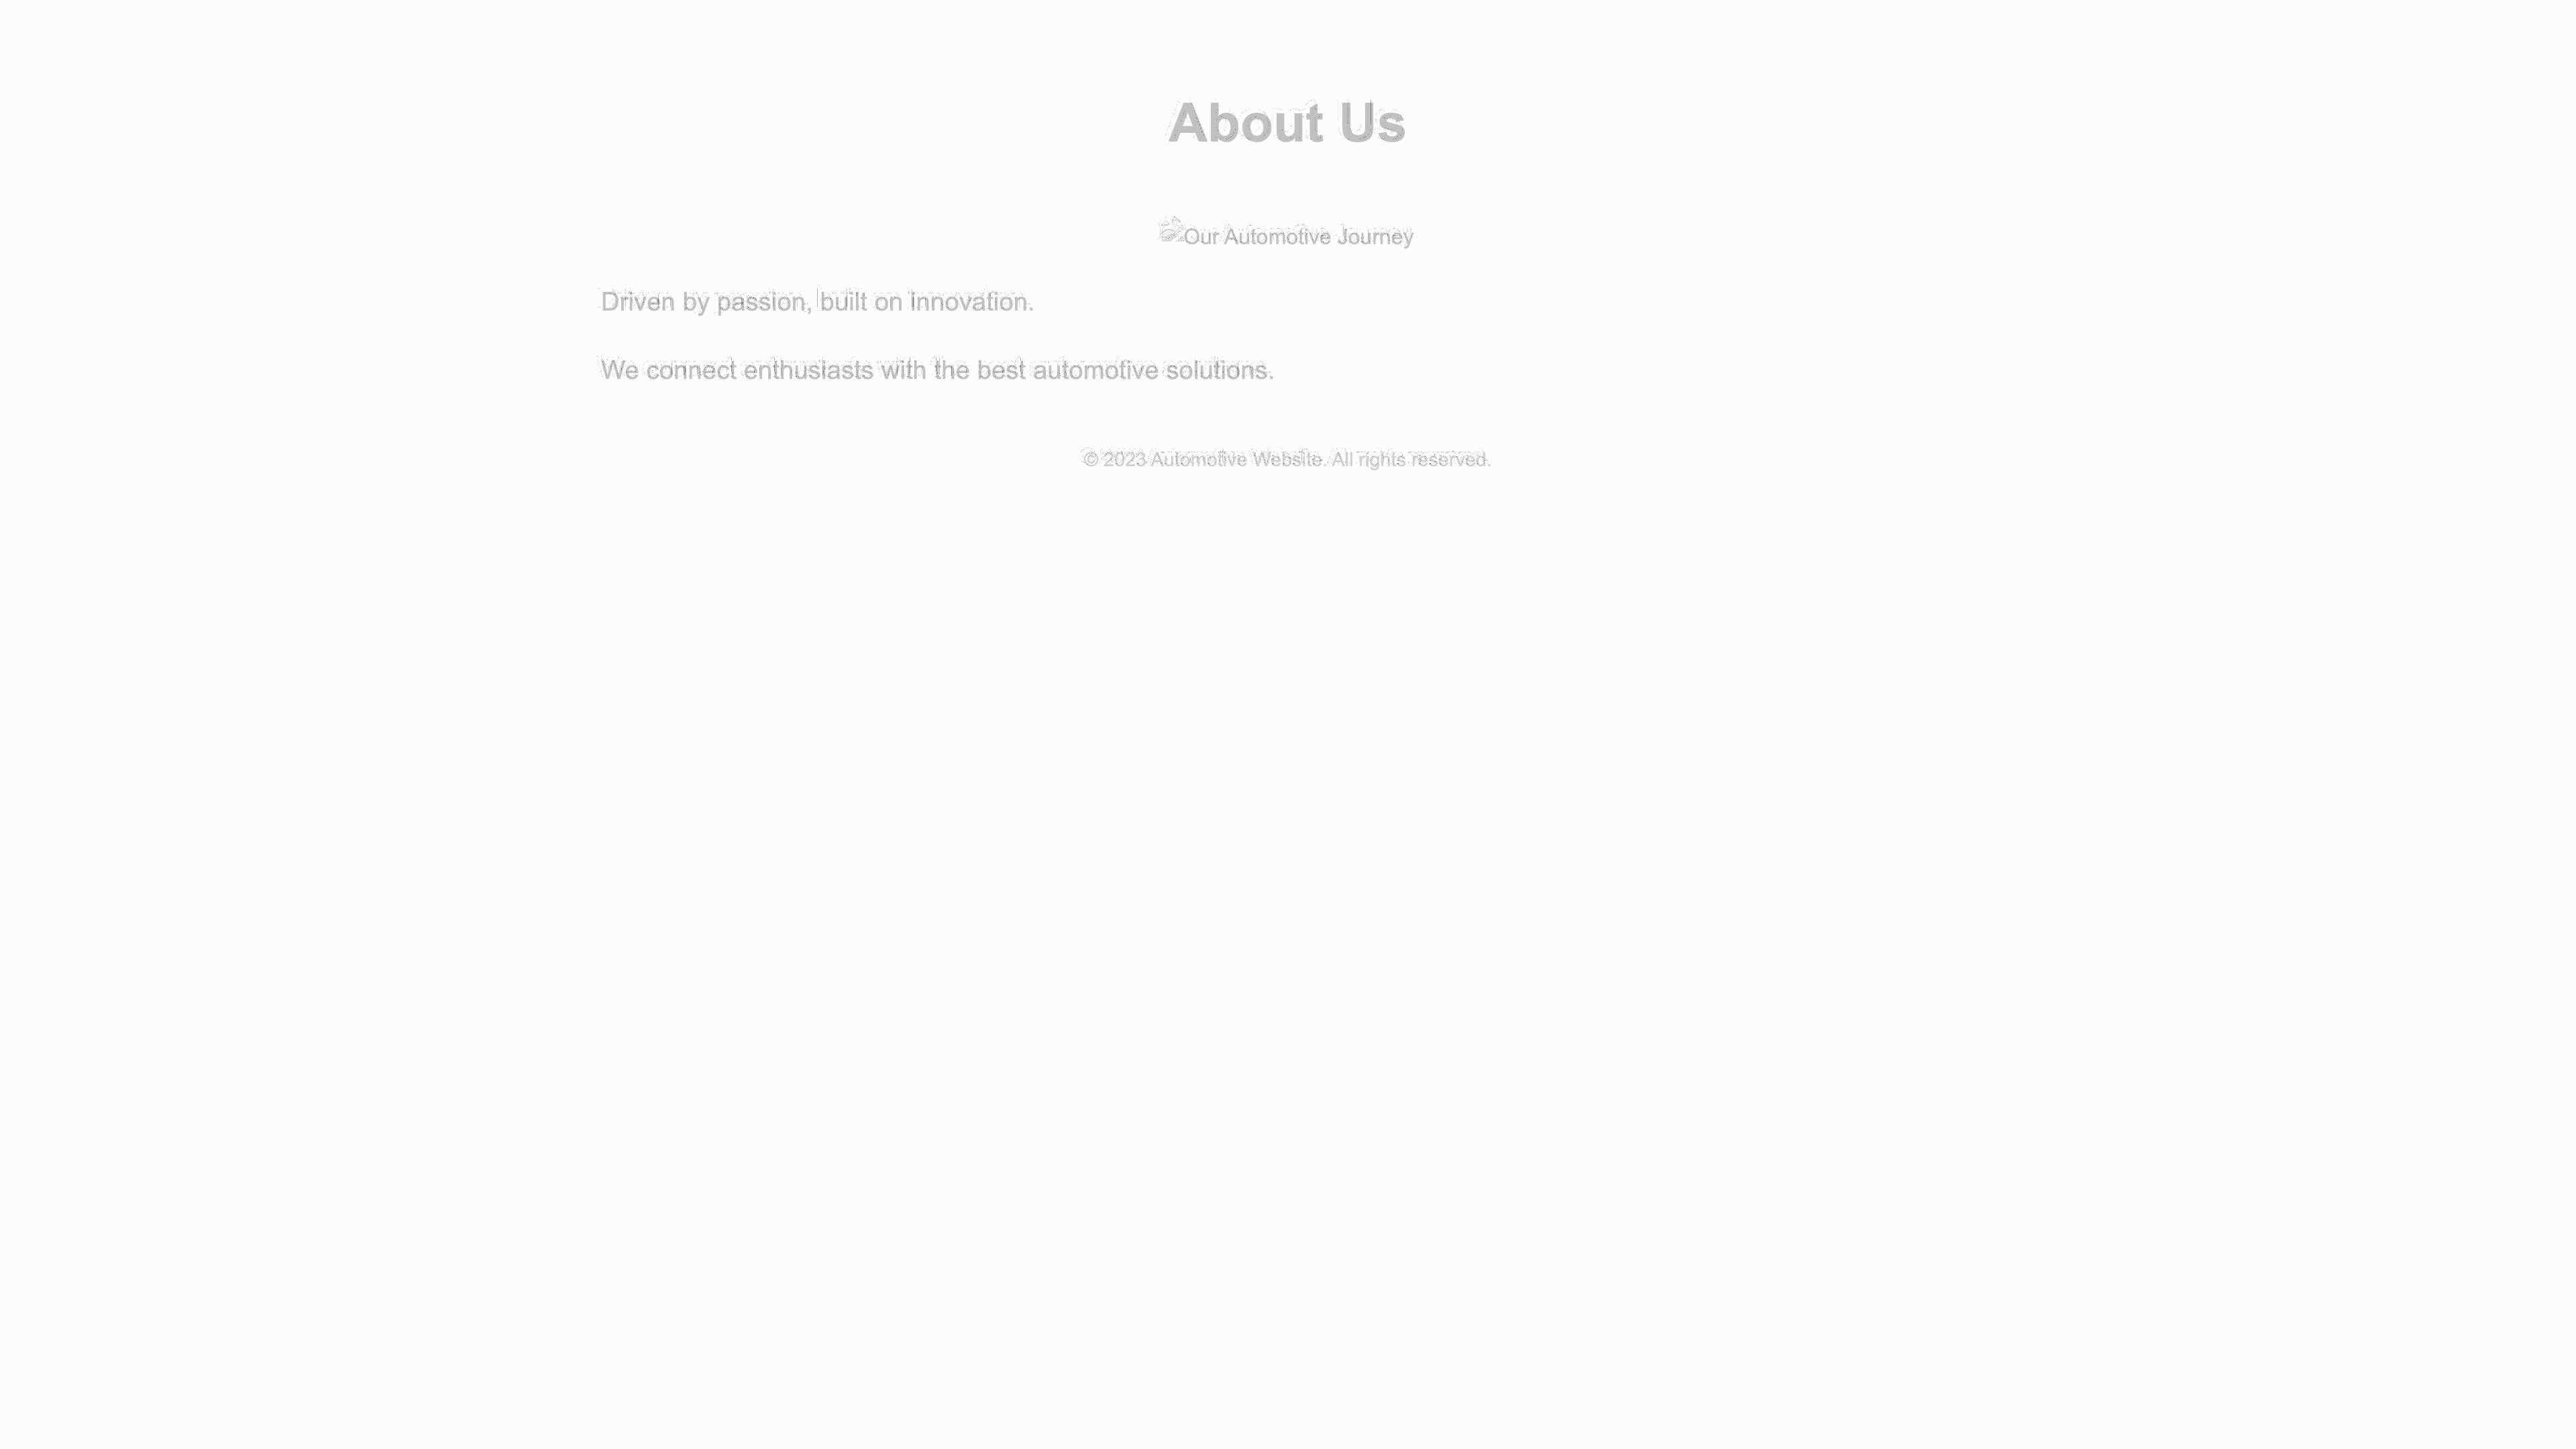 About Us
Our Automotive Journey
Driven by passion, built on innovation.
We connect enthusiasts with the best automotive solutions.
© 2023 Automotive Website. All rights reserved.